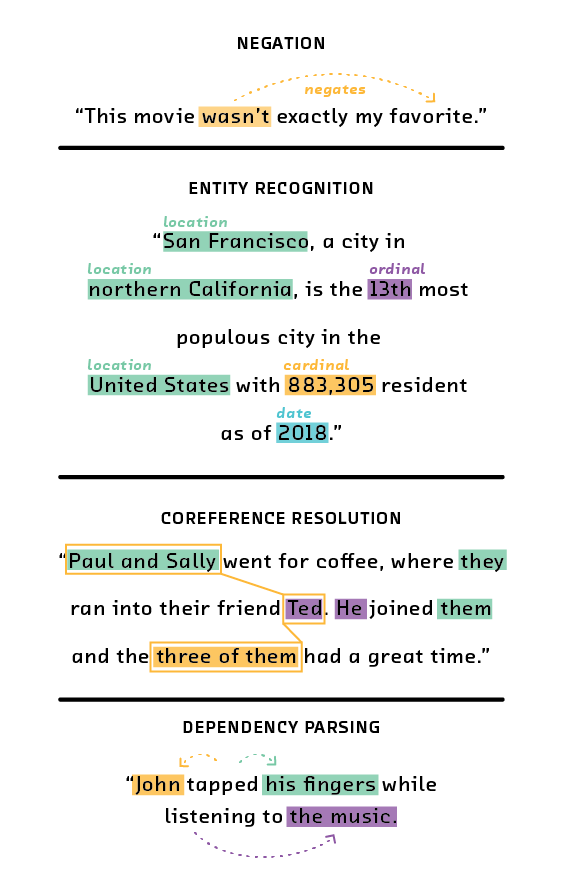 NEGATION
negates
“This movie wasn’t exactly my favorite.”
ENTITY RECOGNITION
location
“San Francisco, a city in
location ordinal
northern California, is the 13th most
populous city in the
location cardinal
United States with 883,305 resident
date
as of 2018.”
COREFERENCE RESOLUTION
“Paul and Sally went for coffee, where they
ran into their friend Ted. He joined them
and the three of them had a great time.”
DEPENDENCY PARSING
“John tapped his fingers while
listening to the music.